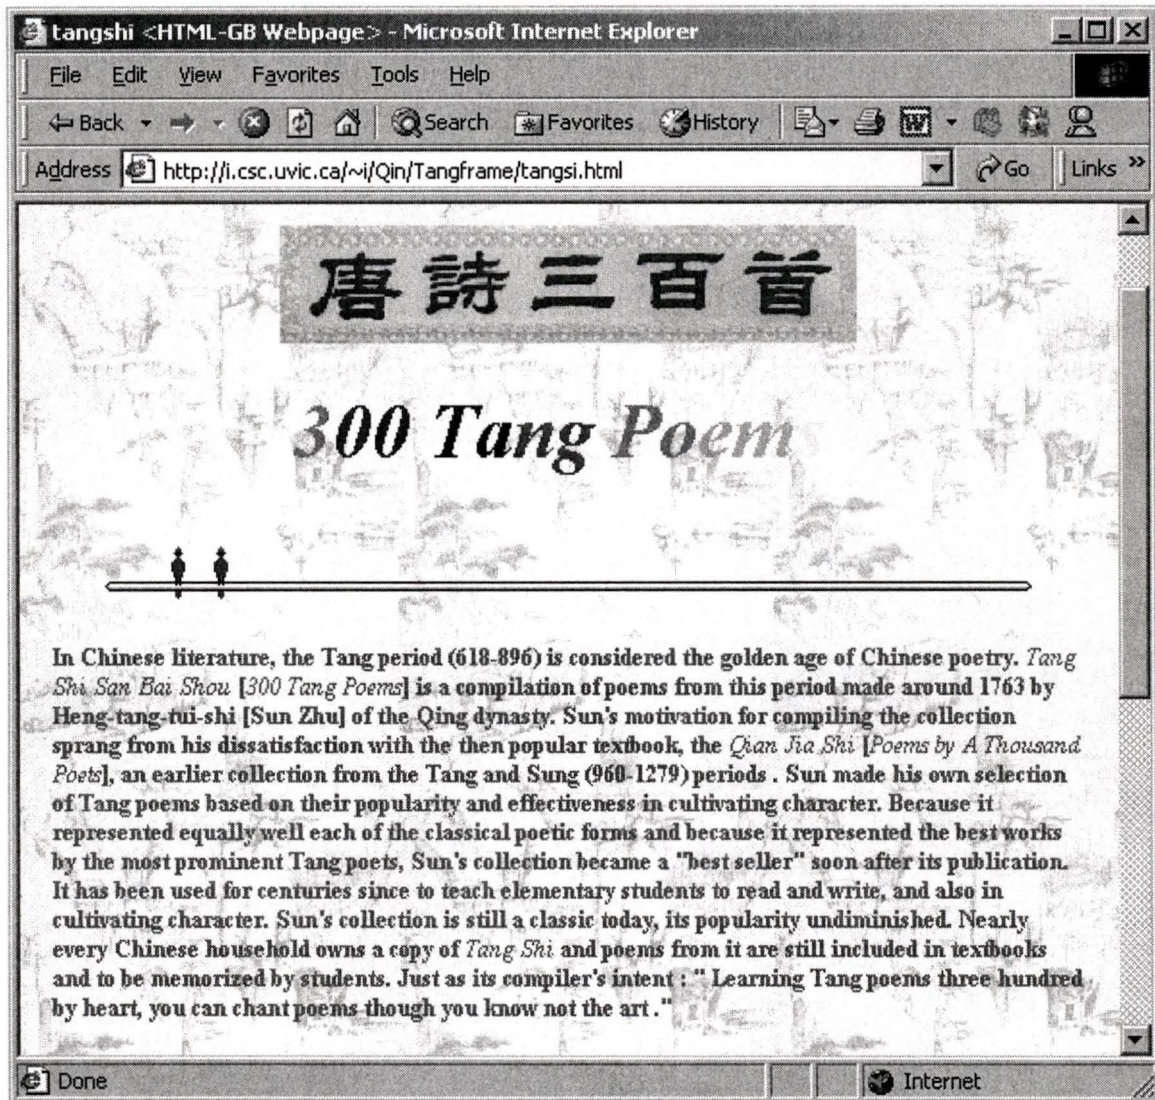 tangshi <HTML-GB Webpage> - Microsoft Internet Explorer
File Edit View Favorites Tools Help
Back Search Favorites History
Address http://i.csc.uvic.ca/~i/Qin/Tangframe/tangsi.html Go Links »
唐詩三百首
300 Tang Poems
In Chinese literature, the Tang period (618-896) is considered the golden age of Chinese poetry. Tang
Shi San Bai Shou [300 Tang Poems] is a compilation of poems from this period made around 1763 by
Heng-tang-tui-shi [Sun Zhu] of the Qing dynasty. Sun's motivation for compiling the collection
sprang from his dissatisfaction with the then popular textbook, the Qian Jia Shi [Poems by A Thousand
Poets], an earlier collection from the Tang and Sung (960-1279) periods . Sun made his own selection
of Tang poems based on their popularity and effectiveness in cultivating character. Because it
represented equally well each of the classical poetic forms and because it represented the best works
by the most prominent Tang poets, Sun's collection became a "best seller" soon after its publication.
It has been used for centuries since to teach elementary students to read and write, and also in
cultivating character. Sun's collection is still a classic today, its popularity undiminished. Nearly
every Chinese household owns a copy of Tang Shi and poems from it are still included in textbooks
and to be memorized by students. Just as its compiler's intent : " Learning Tang poems three hundred
by heart, you can chant poems though you know not the art ."
Done Internet